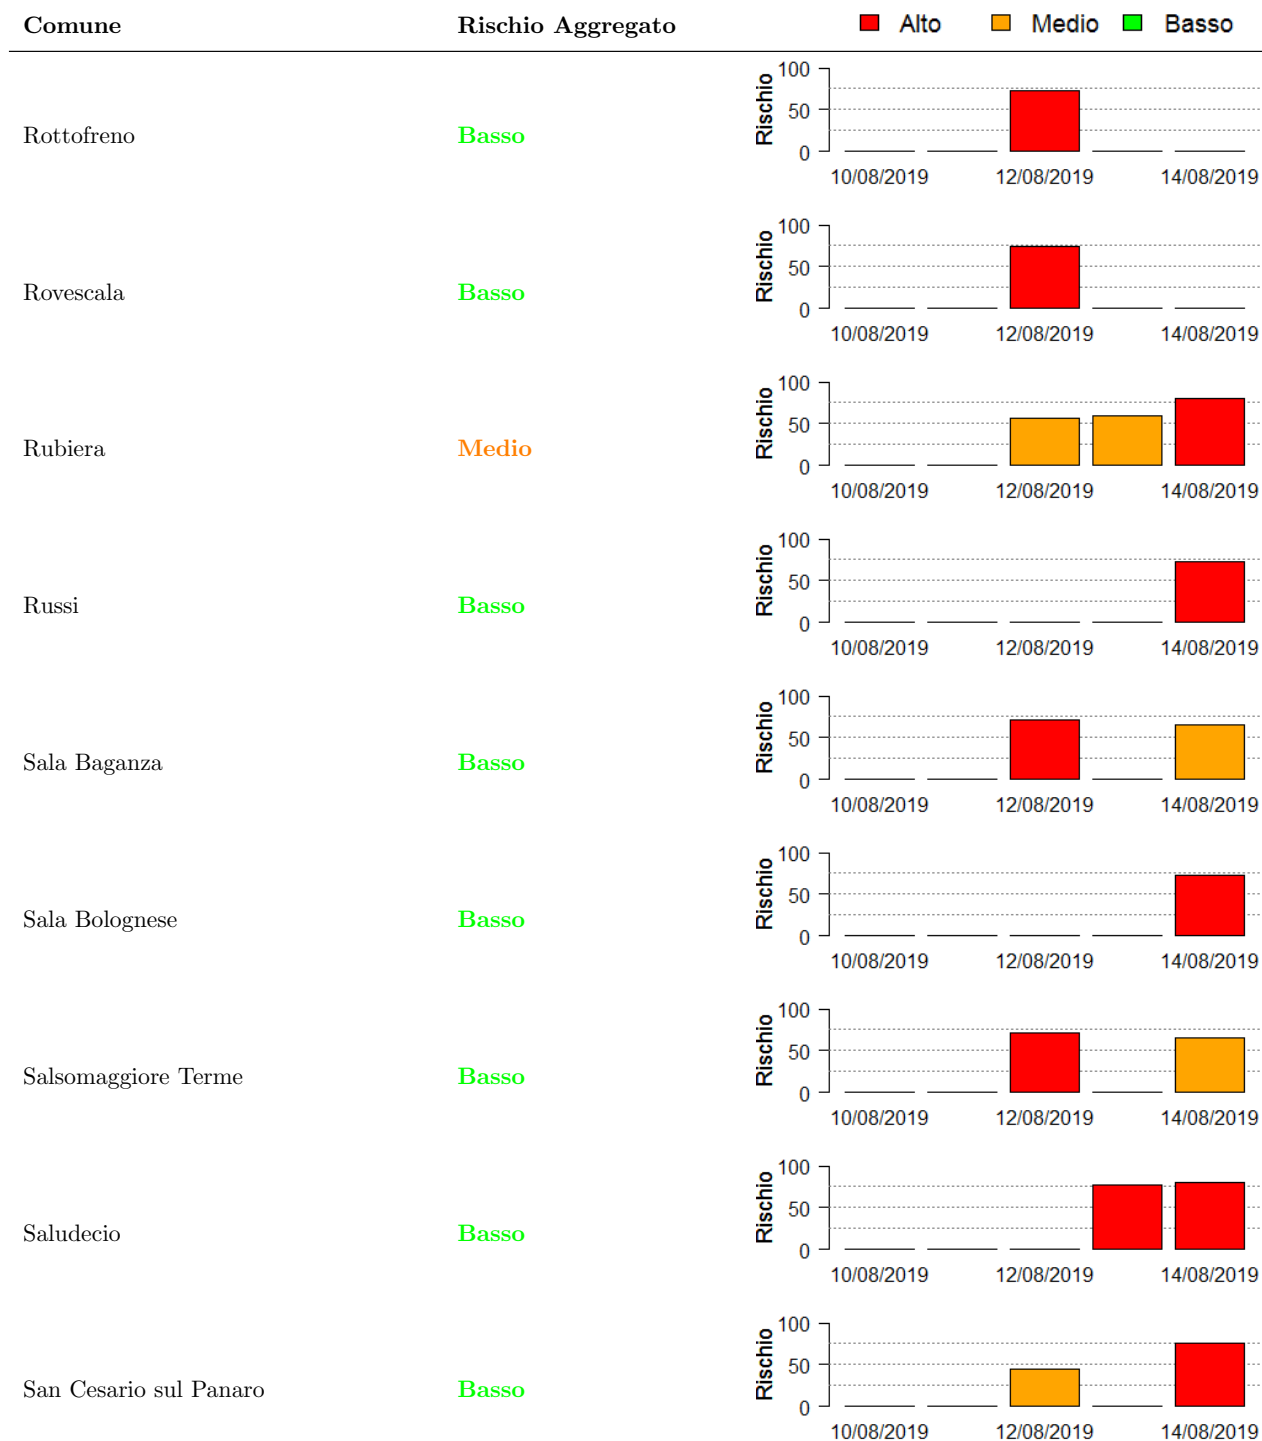 Comune Rischio Aggregato Alto Medio Basso
100
50
0
Rischio
Rottofreno Basso
10/08/2019 12/08/2019 14/08/2019
100
50
0
Rischio
Rovescala Basso
10/08/2019 12/08/2019 14/08/2019
100
50
0
Rischio
Rubiera Medio
10/08/2019 12/08/2019 14/08/2019
100
50
0
Rischio
Russi Basso
10/08/2019 12/08/2019 14/08/2019
100
50
0
Rischio
Sala Baganza Basso
10/08/2019 12/08/2019 14/08/2019
100
50
0
Rischio
Sala Bolognese Basso
10/08/2019 12/08/2019 14/08/2019
100
50
0
Rischio
Salsomaggiore Terme Basso
10/08/2019 12/08/2019 14/08/2019
100
50
0
Rischio
Saludecio Basso
10/08/2019 12/08/2019 14/08/2019
100
50
0
Rischio
San Cesario sul Panaro Basso
10/08/2019 12/08/2019 14/08/2019